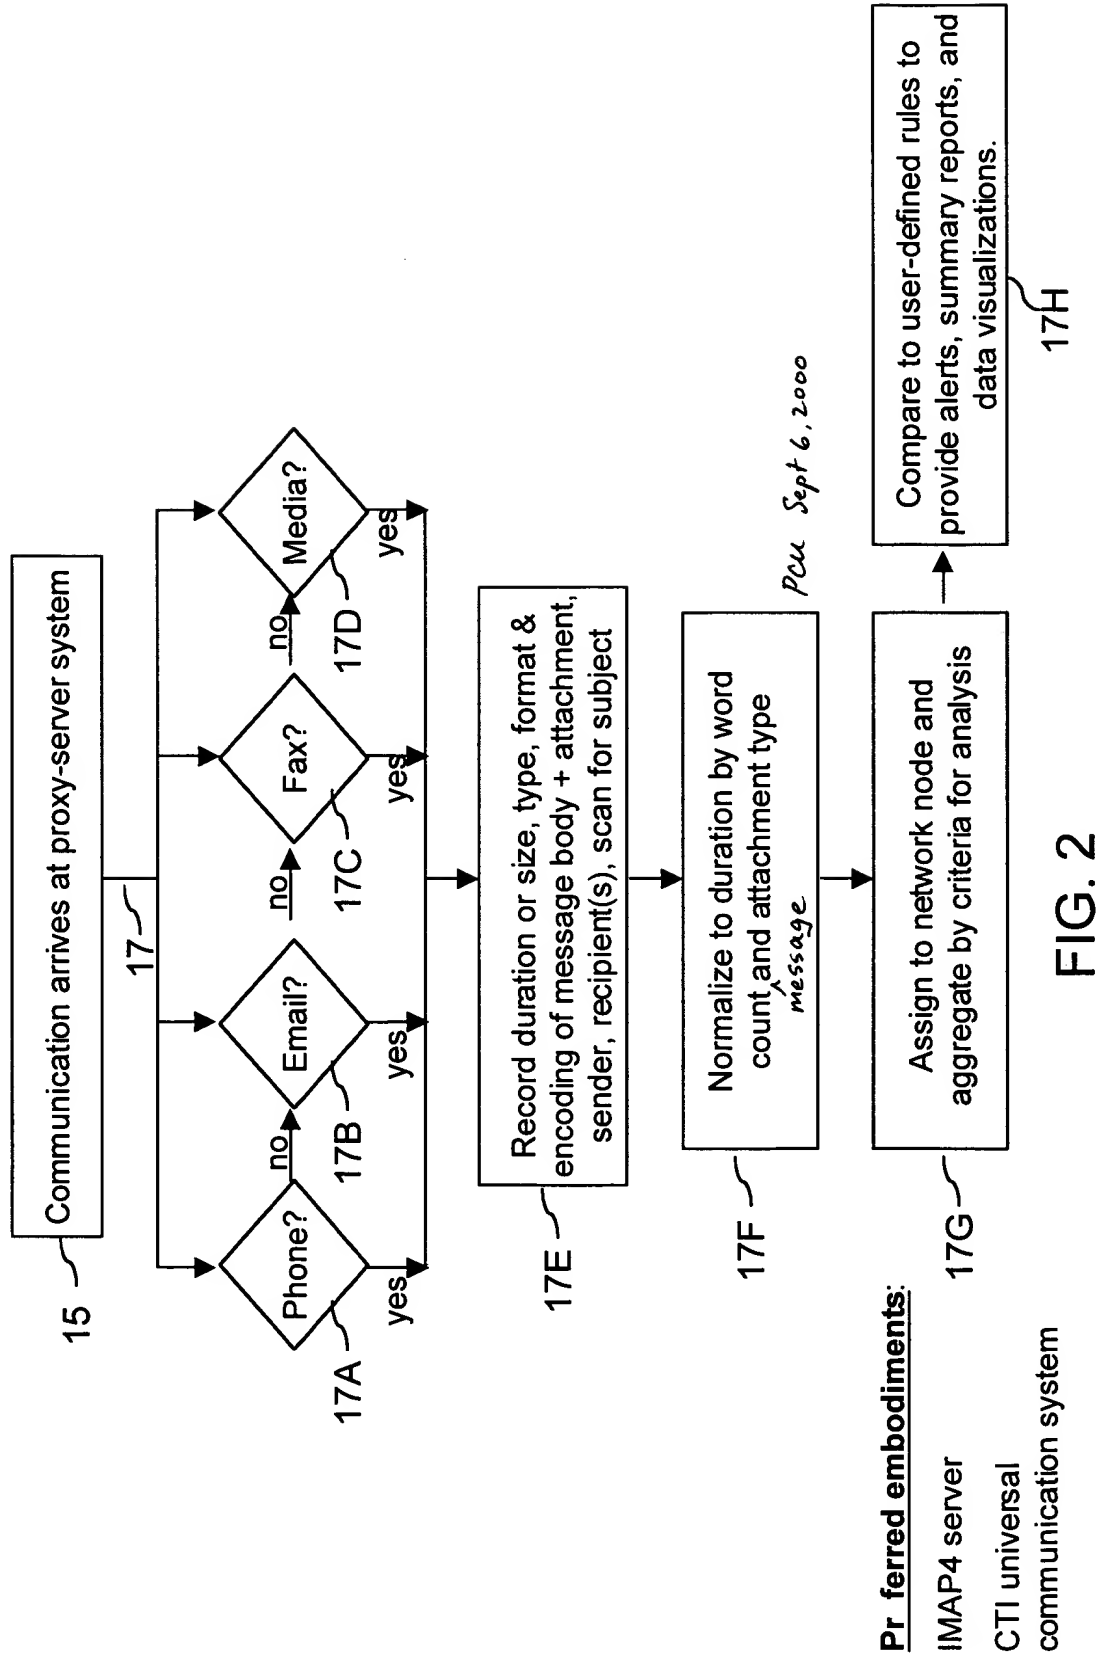 Communication arrives at proxy-server system
15
17
Phone?
no
Email?
no
Fax?
no
Media?
17A
17B
17C
17D
yes
yes
yes
yes
Record duration or size, type, format &
encoding of message body + attachment,
sender, recipient(s), scan for subject
17E
Normalize to duration by word
count and attachment type
message
17F
PCU Sept 6, 2000
Assign to network node and
aggregate by criteria for analysis
17G
Compare to user-defined rules to
provide alerts, summary reports, and
data visualizations.
17H
Pr ferred embodiments:
IMAP4 server
CTI universal
communication system
FIG. 2